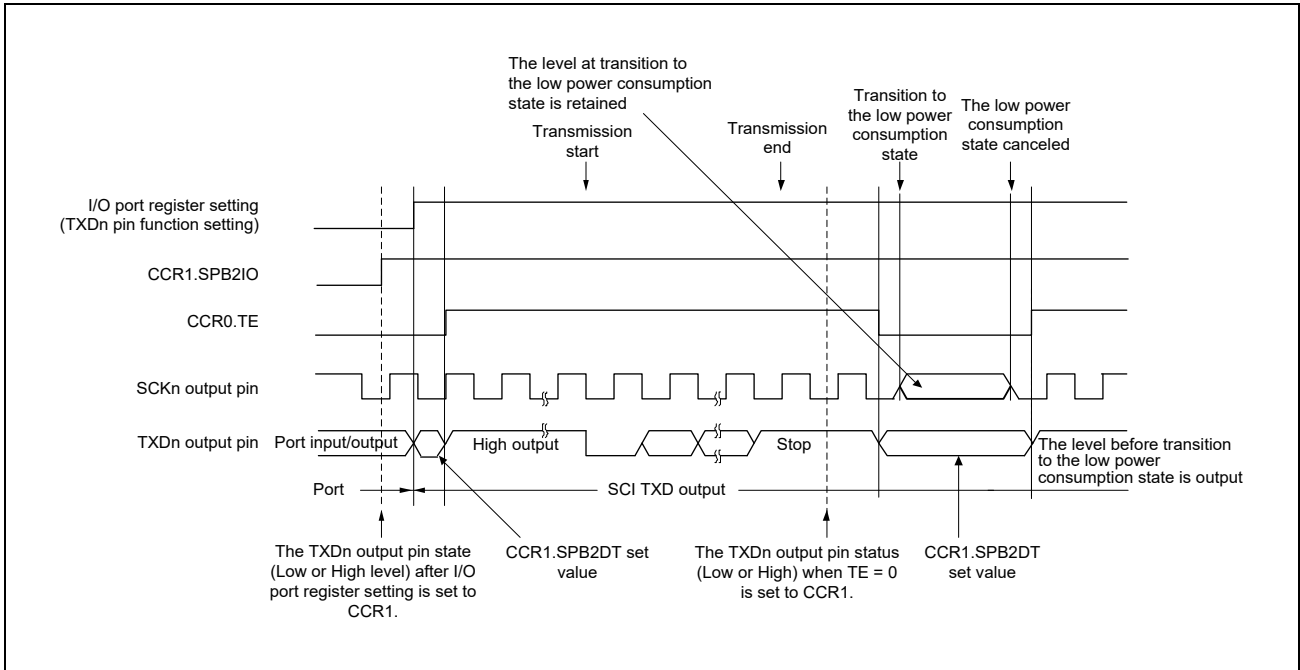 The level at transition to
the low power consumption
state is retained
Transmission
start
Transmission
end
Transition to
the low power
consumption
state
The low power
consumption
state canceled
I/O port register setting
(TXDn pin function setting)
CCR1.SPB2IO
CCR0.TE
SCKn output pin
TXDn output pin
Port input/output
High output
Stop
The level before transition
to the low power
consumption state is output
Port
SCI TXD output
The TXDn output pin state
(Low or High level) after I/O
port register setting is set to
CCR1.
CCR1.SPB2DT set
value
The TXDn output pin status
(Low or High) when TE = 0
is set to CCR1.
CCR1.SPB2DT
set value